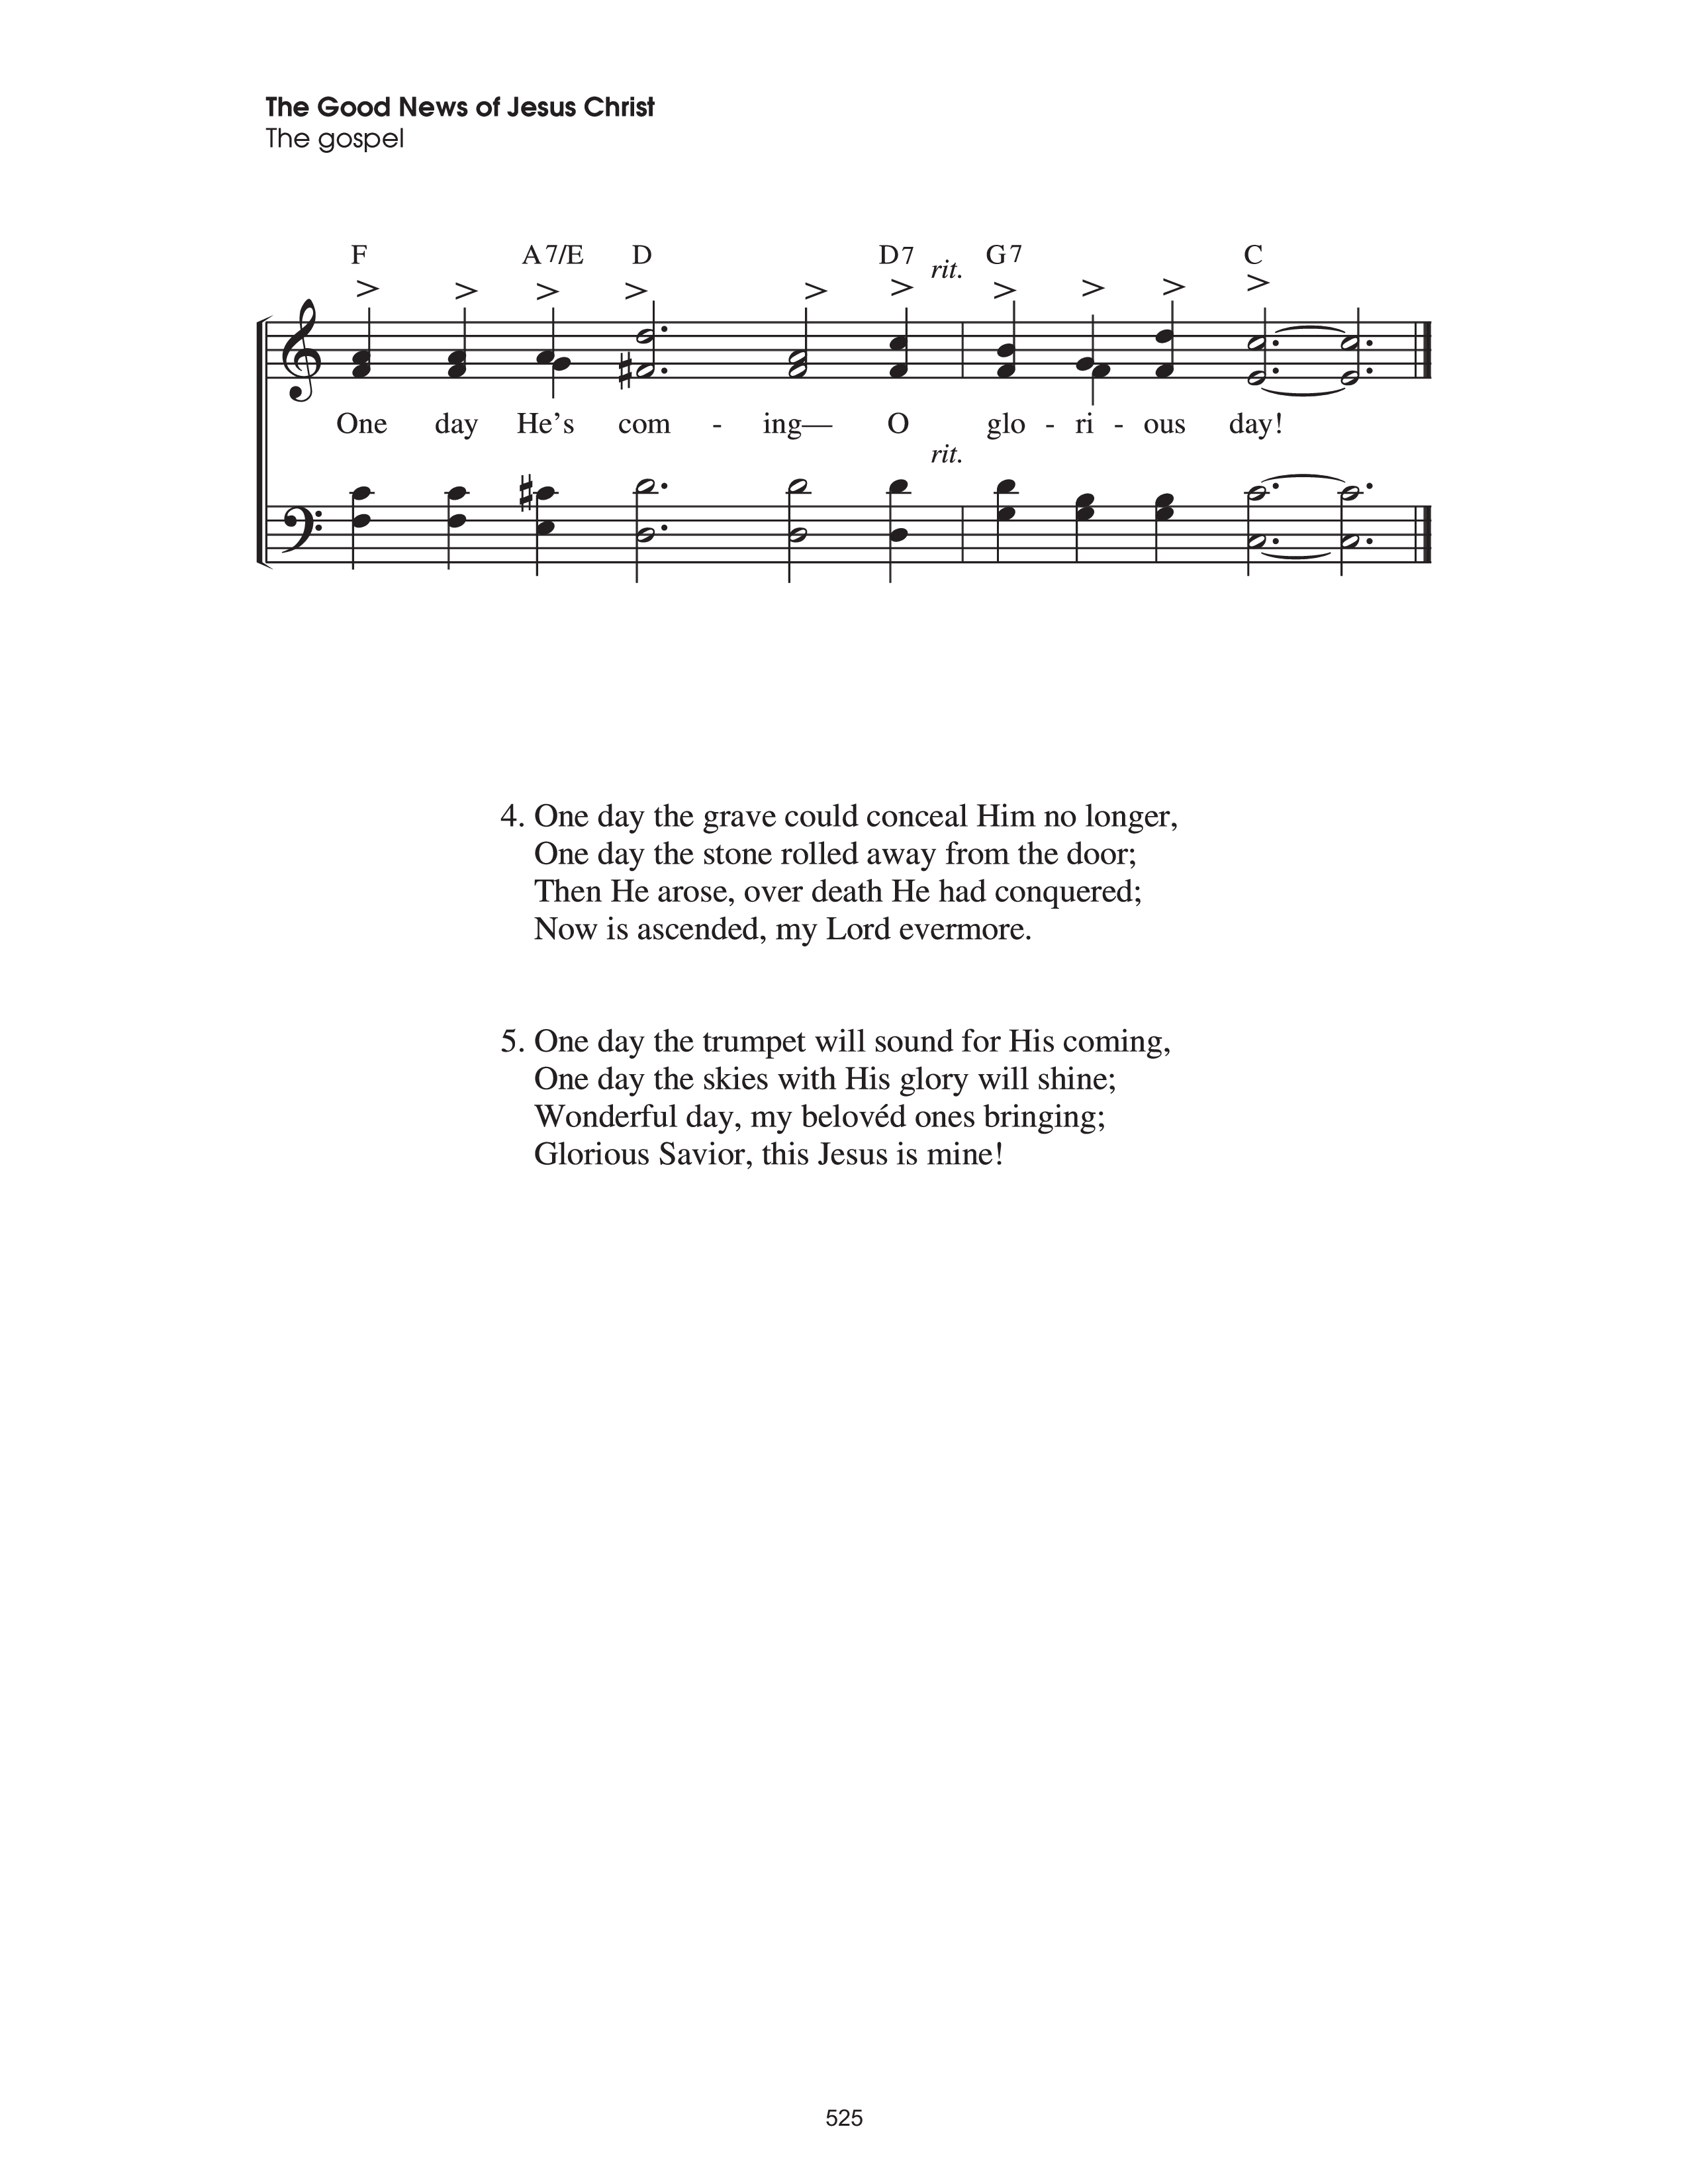 The Good News of Jesus Christ
The gospel
F A7/E D D7 rit. G7 C
One day He's com - ing— O glo - ri - ous day!
rit.
4. One day the grave could conceal Him no longer,
One day the stone rolled away from the door;
Then He arose, over death He had conquered;
Now is ascended, my Lord evermore.
5. One day the trumpet will sound for His coming,
One day the skies with His glory will shine;
Wonderful day, my belovéd ones bringing;
Glorious Savior, this Jesus is mine!
525